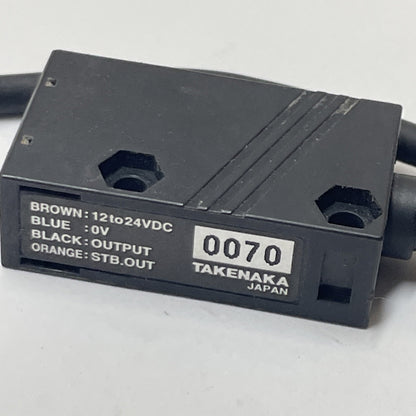 BROWN:12to24VDC
BLUE :0V
BLACK:OUTPUT
ORANGE:STB.OUT
0070
TAKENAKA
JAPAN